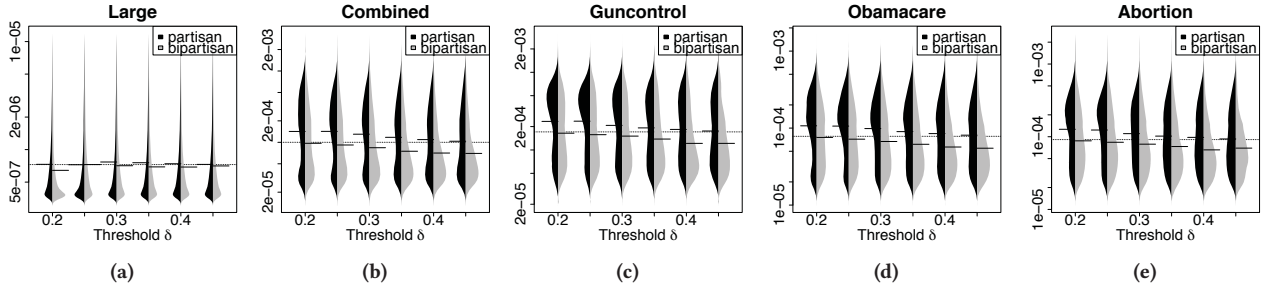 Large
1e−05
2e−06
5e−07
partisan
bipartisan
0.2
0.3
0.4
Threshold δ
(a)
Combined
2e−03
2e−04
2e−05
partisan
bipartisan
0.2
0.3
0.4
Threshold δ
(b)
Guncontrol
2e−03
2e−04
2e−05
partisan
bipartisan
0.2
0.3
0.4
Threshold δ
(c)
Obamacare
1e−03
1e−04
1e−05
partisan
bipartisan
0.2
0.3
0.4
Threshold δ
(d)
Abortion
1e−03
1e−04
1e−05
partisan
bipartisan
0.2
0.3
0.4
Threshold δ
(e)